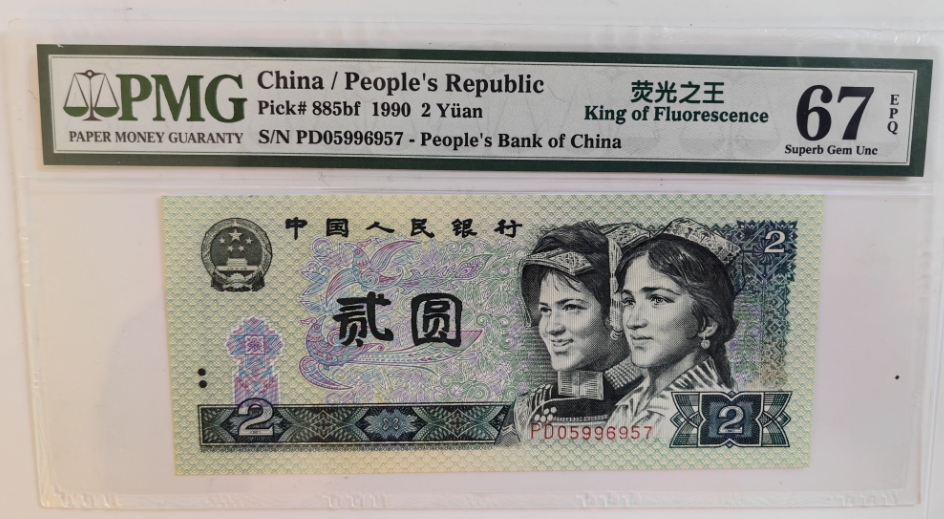 PMG
PAPER MONEY GUARANTY
China / People's Republic
Pick# 885bf 1990 2 Yüan
S/N PD05996957 - People's Bank of China
荧光之王
King of Fluorescence
67
EPQ
Superb Gem Unc
中国人民银行
2
贰圆
2
PD05996957
2